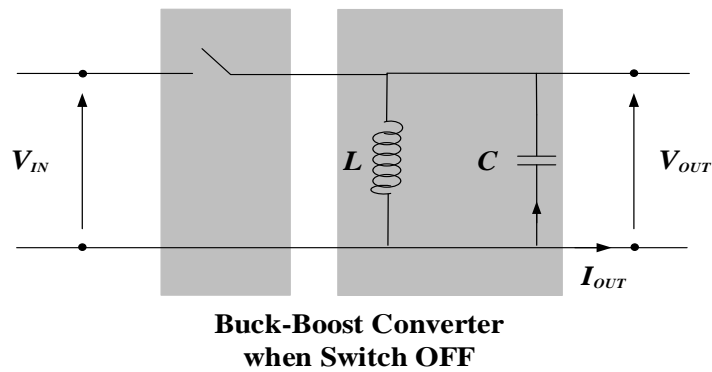 V_IN
L
C
V_OUT
I_OUT
Buck-Boost Converter
when Switch OFF